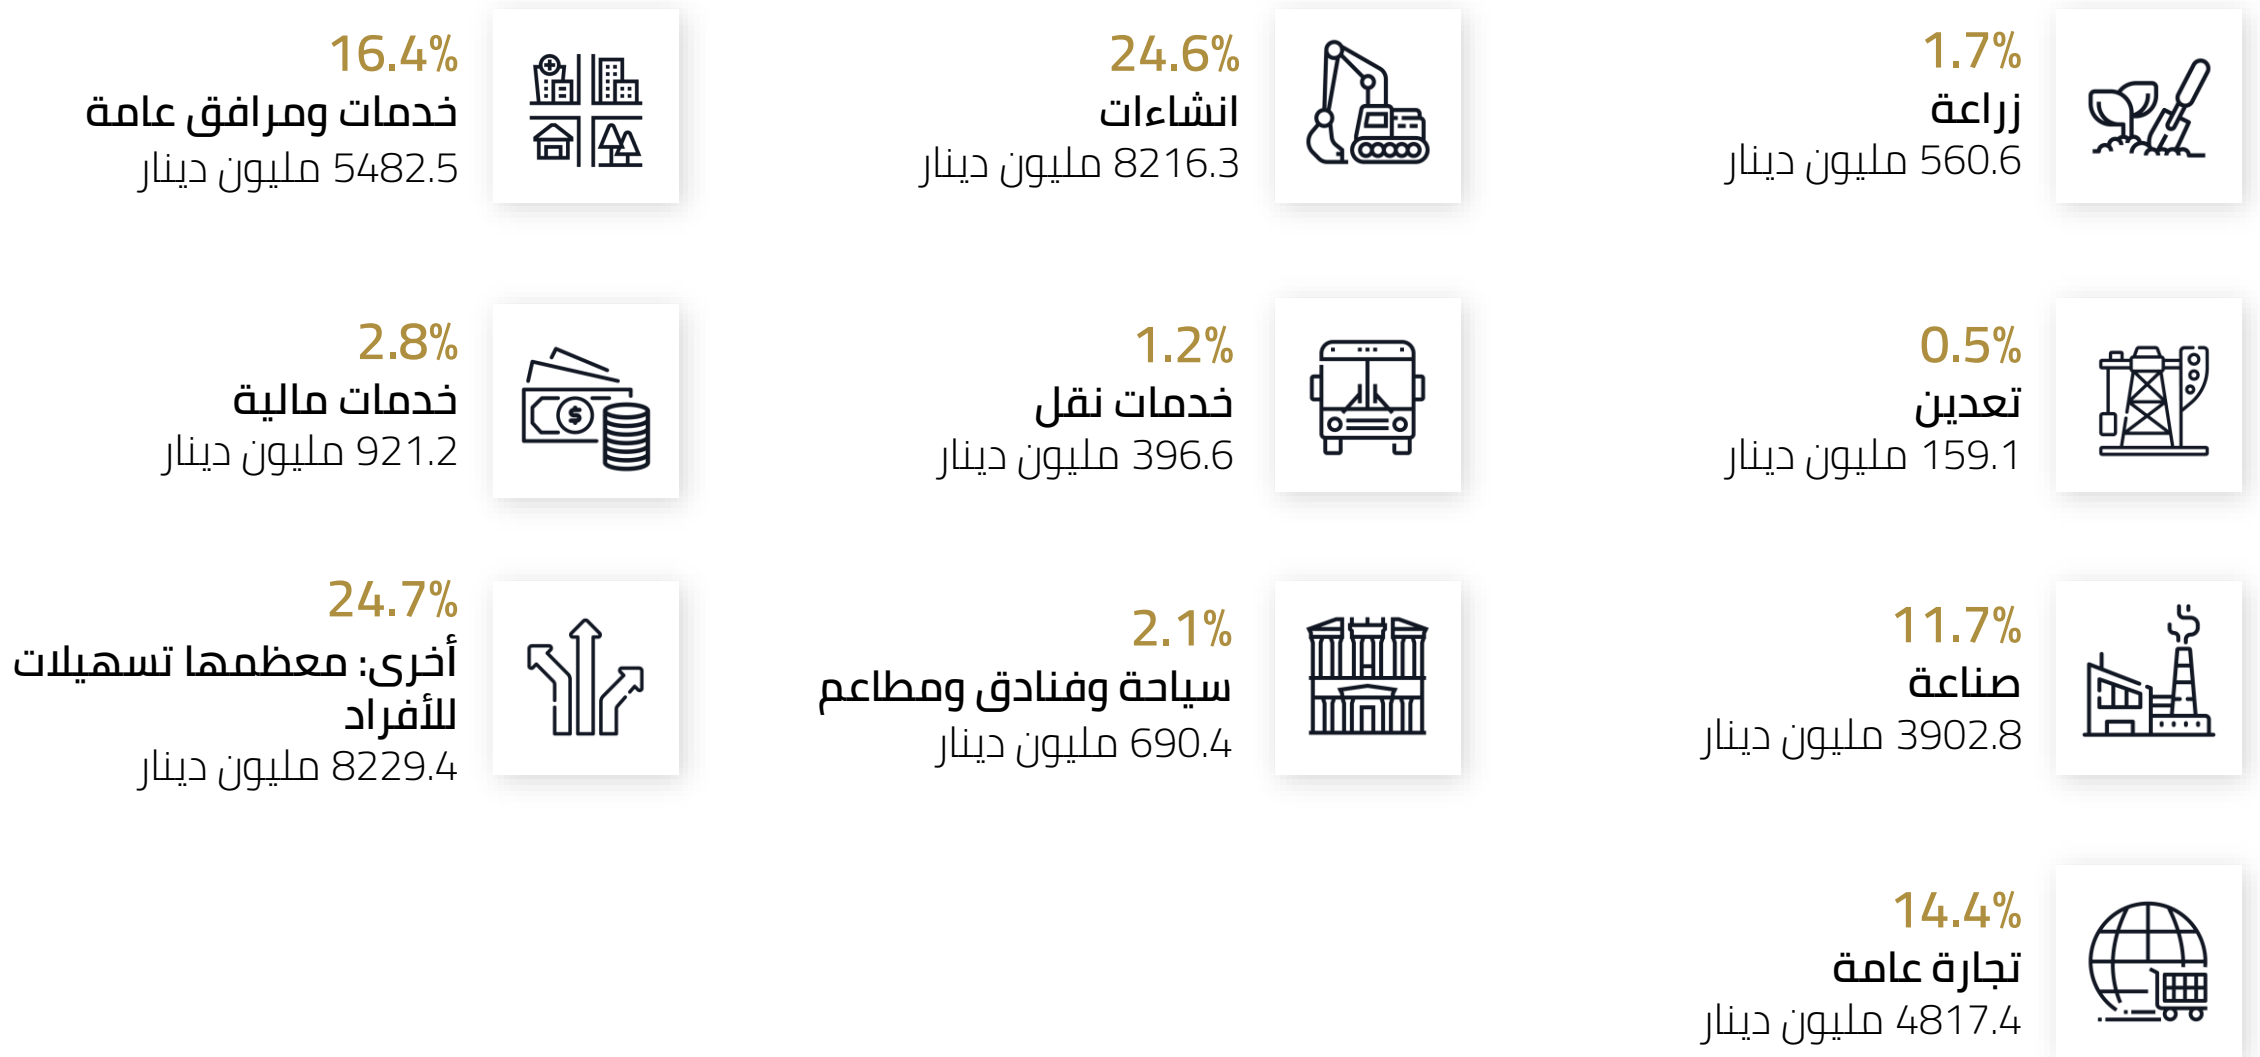 1.7%
زراعة
560.6 مليون دينار
24.6%
انشاءات
8216.3 مليون دينار
16.4%
خدمات ومرافق عامة
5482.5 مليون دينار
0.5%
تعدين
159.1 مليون دينار
1.2%
خدمات نقل
396.6 مليون دينار
2.8%
خدمات مالية
921.2 مليون دينار
11.7%
صناعة
3902.8 مليون دينار
2.1%
سياحة وفنادق ومطاعم
690.4 مليون دينار
24.7%
أخرى: معظمها تسهيلات
للأفراد
8229.4 مليون دينار
14.4%
تجارة عامة
4817.4 مليون دينار